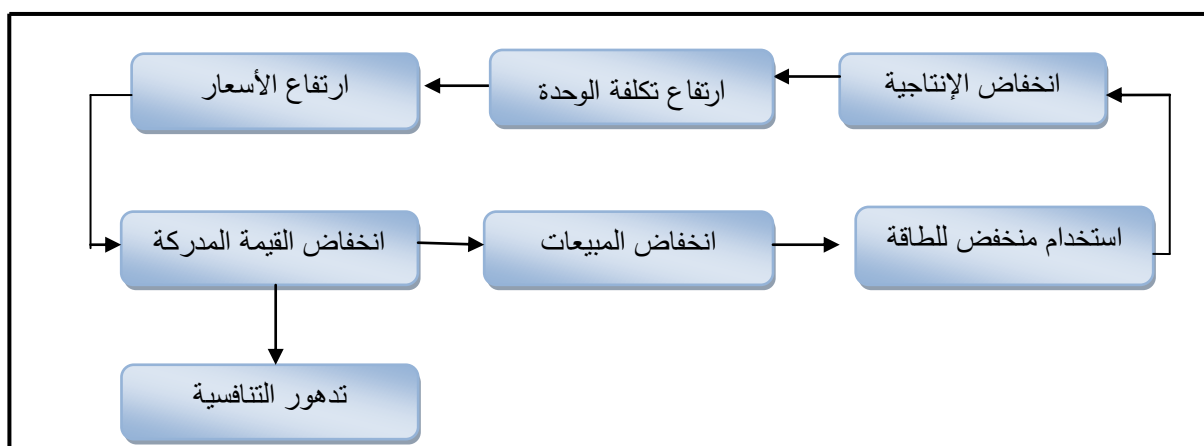 انخفاض الإنتاجية
ارتفاع تكلفة الوحدة
ارتفاع الأسعار
انخفاض القيمة المدركة
انخفاض المبيعات
استخدام منخفض للطاقة
تدهور التنافسية